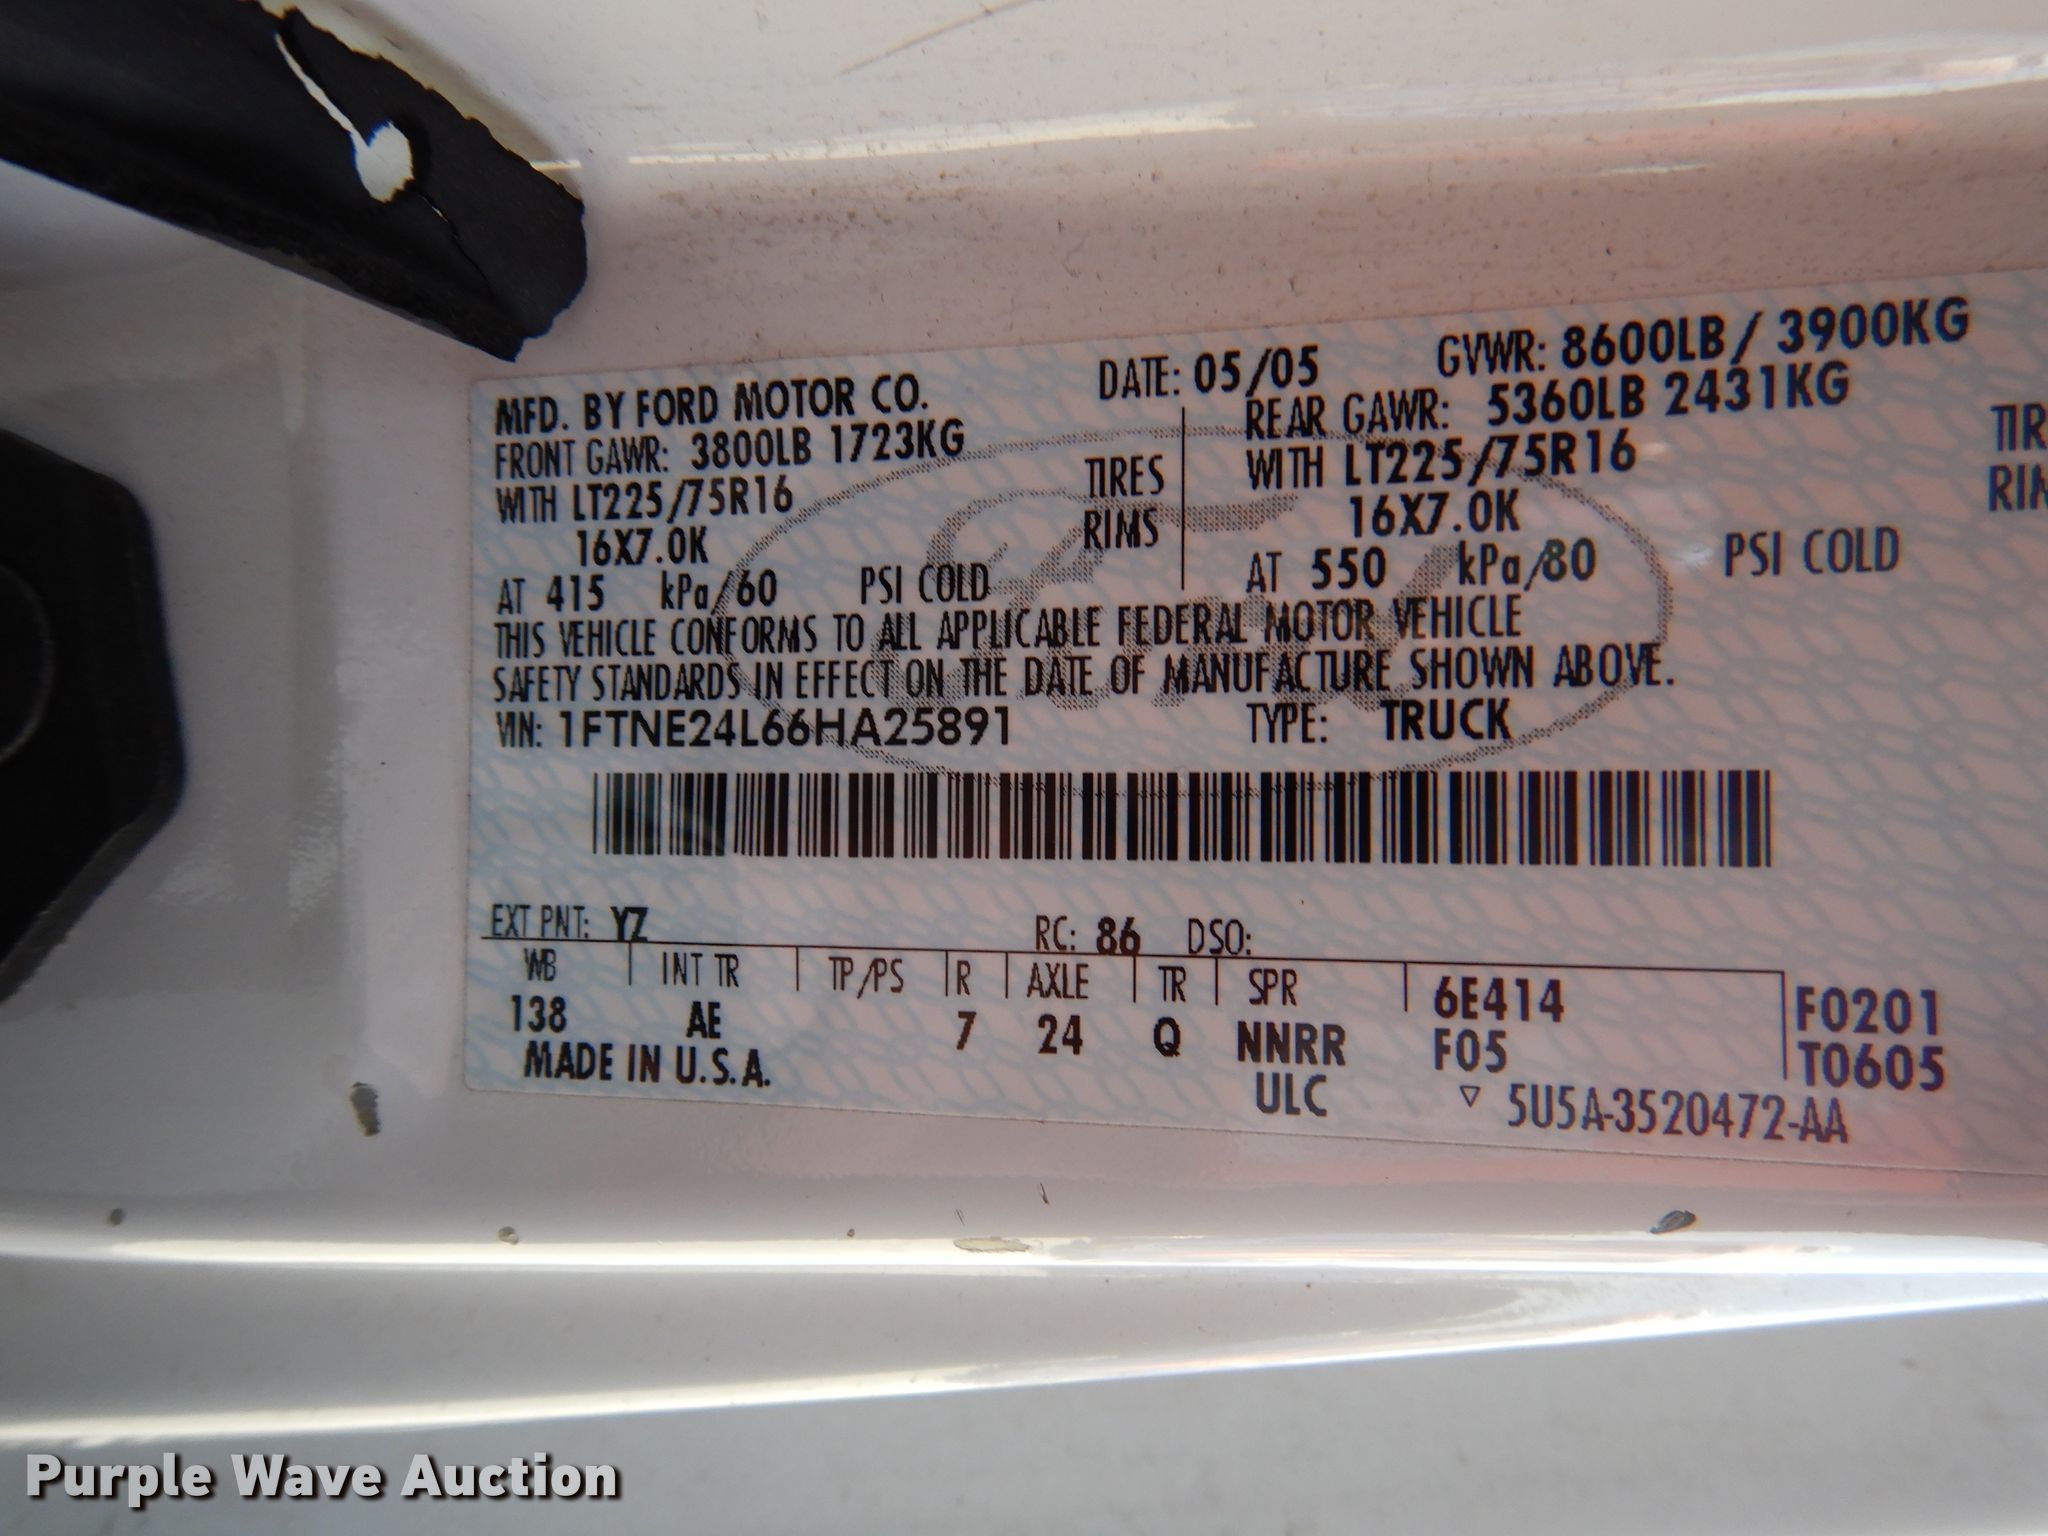 MFD. BY FORD MOTOR CO. DATE: 05/05 GVWR: 8600LB/ 3900KG
FRONT GAWR: 3800LB 1723KG REAR GAWR: 5360LB 2431KG
WITH LT225/75R16 TIRES WITH LT225/75R16 TIR
16X7.0K RIMS 16X7.0K RIM
AT 415 kPa/60 PSI COLD AT 550 kPa/80 PSI COLD
THIS VEHICLE CONFORMS TO ALL APPLICABLE FEDERAL MOTOR VEHICLE
SAFETY STANDARDS IN EFFECT ON THE DATE OF MANUFACTURE SHOWN ABOVE.
VIN: 1FTNE24L66HA25891 TYPE: TRUCK
EXT PNT: YZ RC: 86 DSO:
WB INT TR TP/PS R AXLE TR SPR 6E414 F0201
138 AE 7 24 Q NNRR F05 T0605
MADE IN U.S.A. ULC ▽ 5U5A-3520472-AA
Ford
Purple Wave Auction